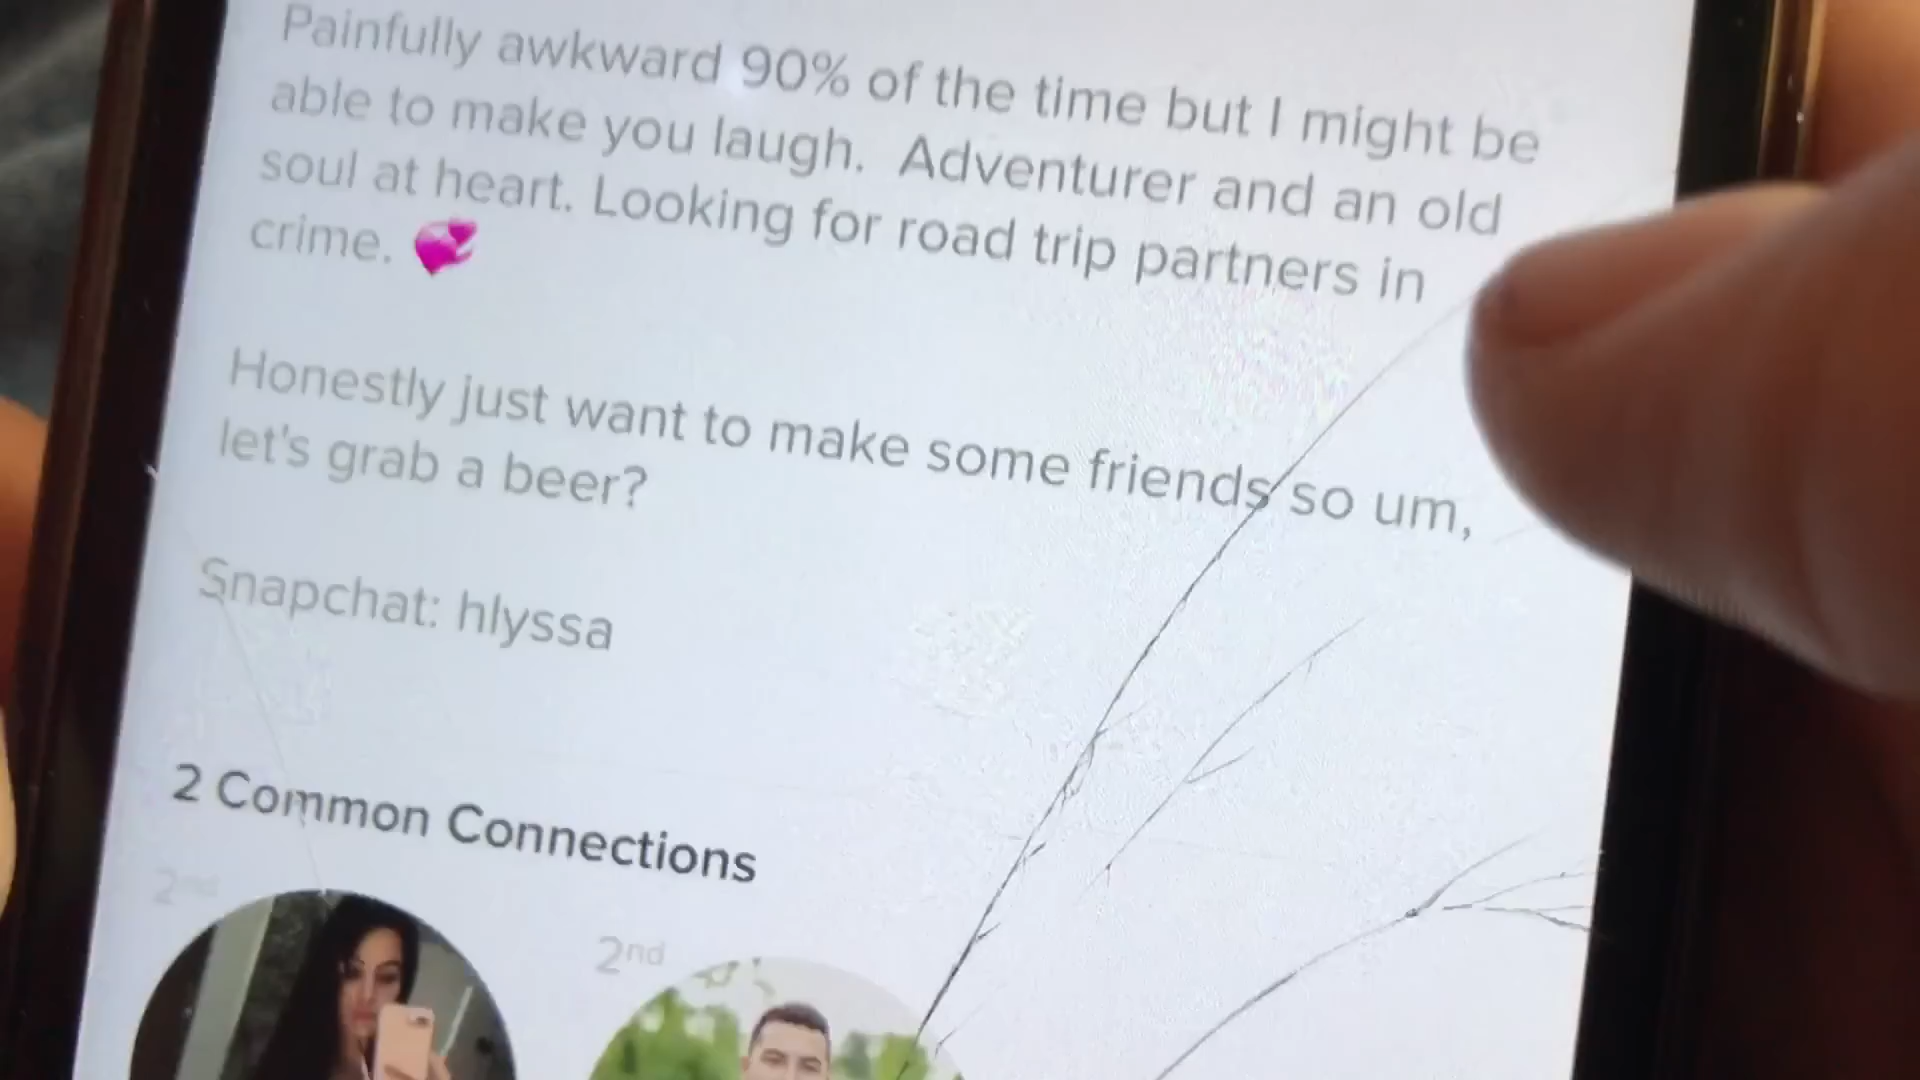 Painfully awkward 90% of the time but I might be
able to make you laugh. Adventurer and an old
soul at heart. Looking for road trip partners in
crime. 💞
Honestly just want to make some friends so um,
let's grab a beer?
Snapchat: hlyssa
2 Common Connections
2nd
2nd